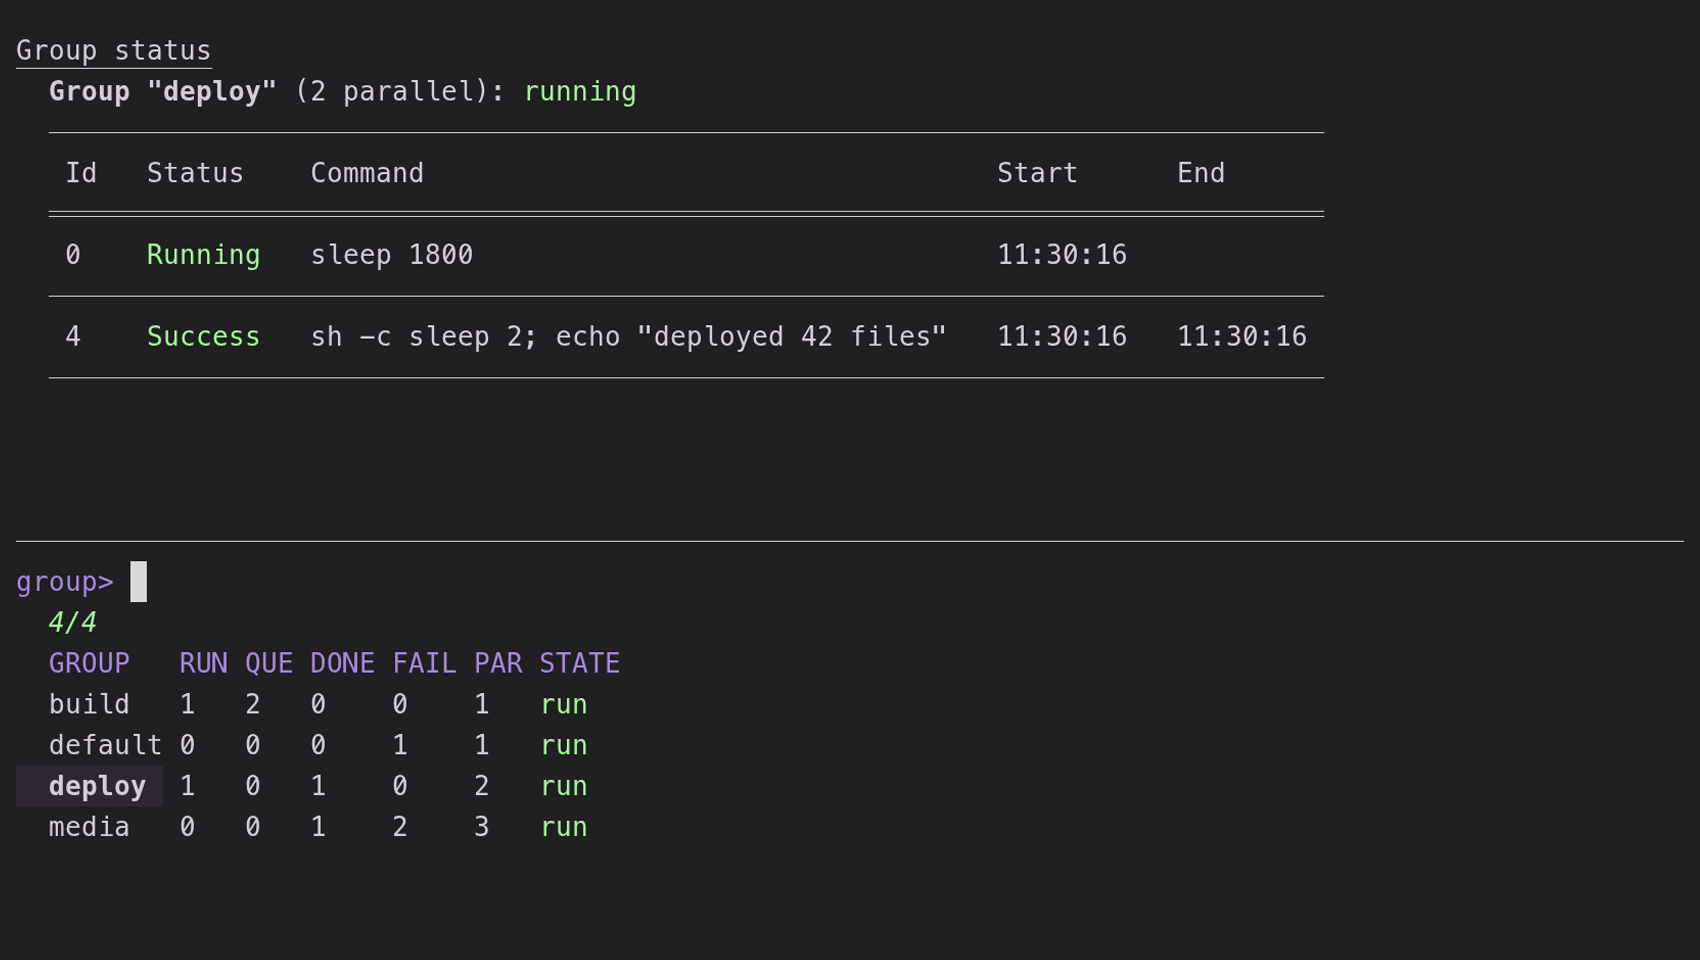 Group status
Group "deploy" (2 parallel): running
Id Status Command Start End
0 Running sleep 1800 11:30:16
4 Success sh -c sleep 2; echo "deployed 42 files" 11:30:16 11:30:16
group>
4/4
GROUP RUN QUE DONE FAIL PAR STATE
build 1 2 0 0 1 run
default 0 0 0 1 1 run
deploy 1 0 1 0 2 run
media 0 0 1 2 3 run